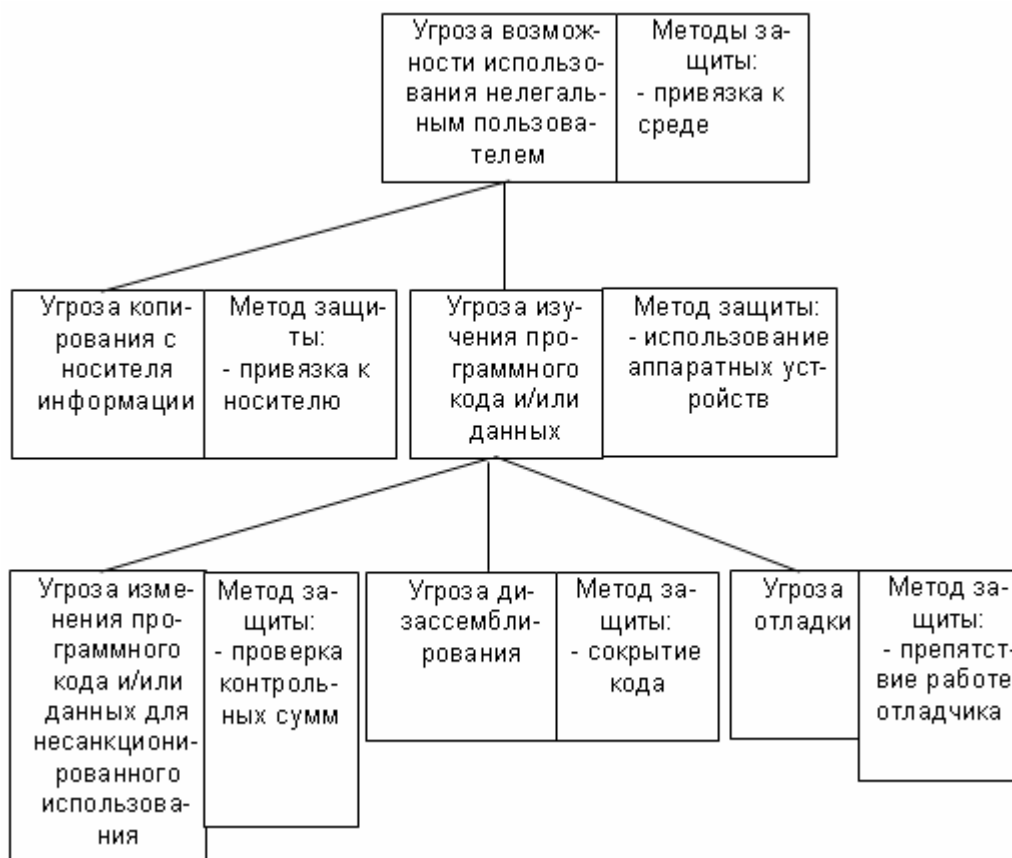 Угроза возмож-
ности использо-
вания нелегаль-
ным пользова-
телем
Методы за-
щиты:
- привязка к
среде
Угроза копи-
рования с
носителя
информации
Метод защи-
ты:
- привязка к
носителю
Угроза изу-
чения про-
граммного
кода и/или
данных
Метод защиты:
- использование
аппаратных уст-
ройств
Угроза изме-
нения про-
граммного
кода и/или
данных для
несанкциони-
рованного
использова-
ния
Метод за-
щиты:
- проверка
контроль-
ных сумм
Угроза ди-
зассембли-
рования
Метод за-
щиты:
- сокрытие
кода
Угроза
отладки
Метод за-
щиты:
- препятст-
вие работе
отладчика